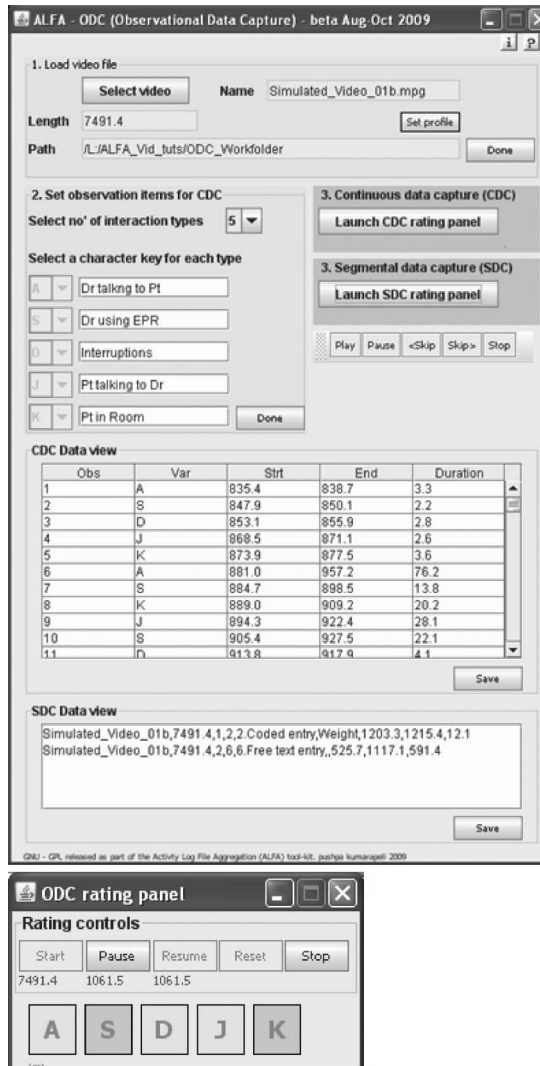 ALFA - ODC (Observational Data Capture) - beta Aug-Oct 2009
i ?
1. Load video file
Select video Name Simulated_Video_01b.mpg
Length 7491.4 Set profile
Path /L:/ALFA_Vid_tuts/ODC_Workfolder Done
2. Set observation items for CDC
Select no' of interaction types 5
Select a character key for each type
A Dr talkng to Pt
S Dr using EPR
D Interruptions
J Pt talking to Dr
K Pt in Room Done
3. Continuous data capture (CDC)
Launch CDC rating panel
3. Segmental data capture (SDC)
Launch SDC rating panel
Play Pause <Skip Skip> Stop
CDC Data view
Obs Var Strt End Duration
1 A 835.4 838.7 3.3
2 S 847.9 850.1 2.2
3 D 853.1 855.9 2.8
4 J 868.5 871.1 2.6
5 K 873.9 877.5 3.6
6 A 881.0 957.2 76.2
7 S 884.7 898.5 13.8
8 K 889.0 909.2 20.2
9 J 894.3 922.4 28.1
10 S 905.4 927.5 22.1
11 D 913.8 917.9 4.1
Save
SDC Data view
Simulated_Video_01b,7491.4,1,2,2.Coded entry,Weight,1203.3,1215.4,12.1
Simulated_Video_01b,7491.4,2,6,6.Free text entry,,525.7,1117.1,591.4
Save
GNU - GPL released as part of the Activty Log File Aggregation (ALFA) tool-kit. pushpa kumarapeli 2009
ODC rating panel
Rating controls
Start Pause Resume Reset Stop
7491.4 1061.5 1061.5
A S D J K